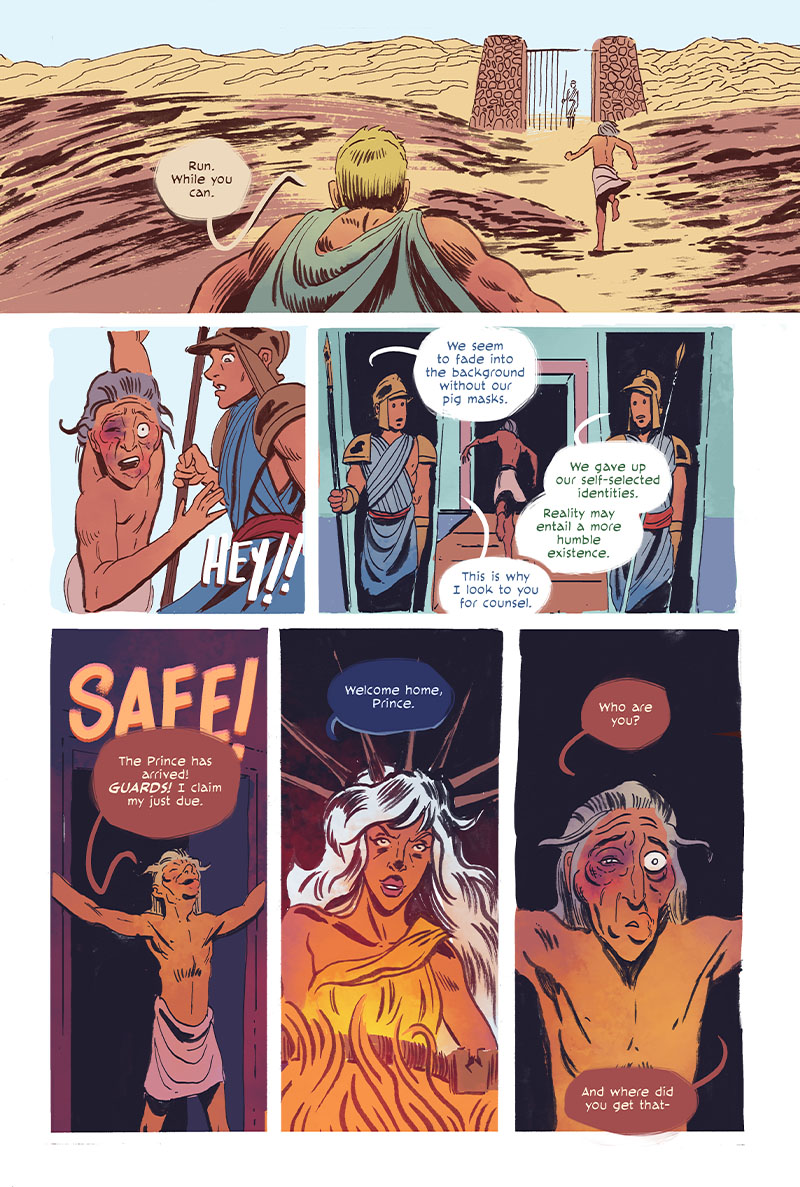 Run.
While you
can.
HEY!!
We seem
to fade into
the background
without our
pig masks.
We gave up
our self-selected
identities.
Reality may
entail a more
humble
existence.
This is why
I look to you
for counsel.
SAFE!
The Prince has
arrived!
GUARDS! I claim
my just due.
Welcome home,
Prince.
Who are
you?
And where did
you get that-